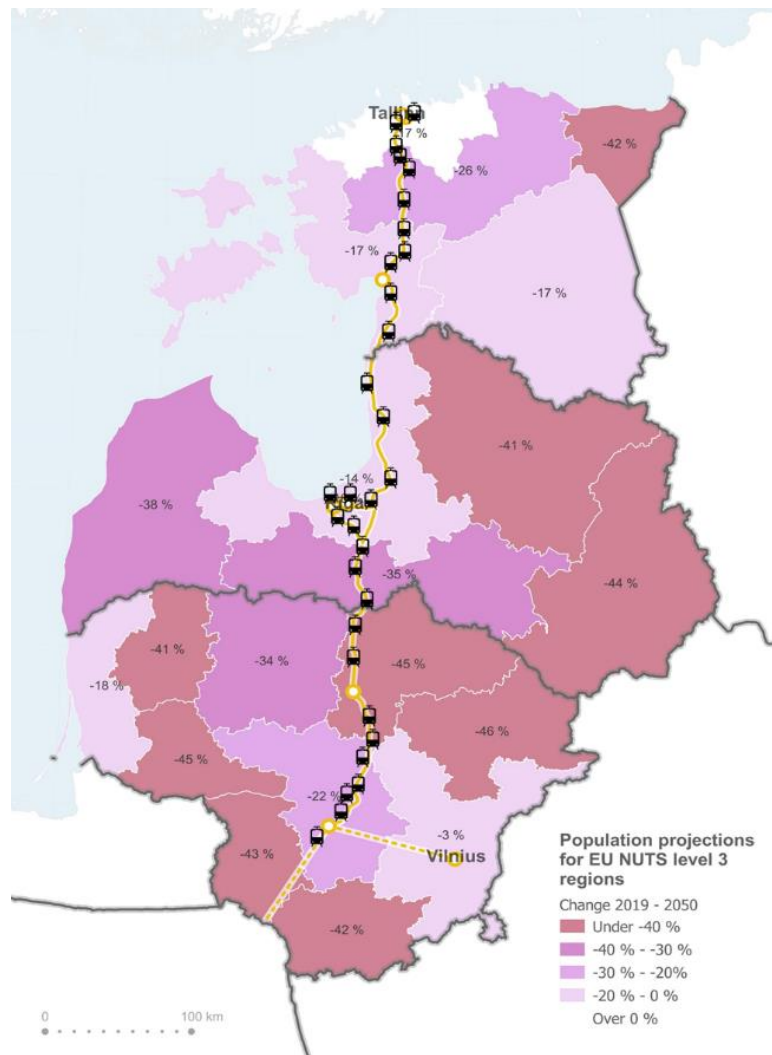 Tallinn
7 %
-42 %
-26 %
-17 %
-17 %
-41 %
-14 %
-38 %
-35 %
-44 %
-41 %
-34 %
-45 %
-18 %
-46 %
-45 %
-22 %
-3 %
Vilnius
-43 %
-42 %
Population projections
for EU NUTS level 3
regions
Change 2019 - 2050
Under -40 %
-40 % - -30 %
-30 % - -20%
-20 % - 0 %
Over 0 %
0
100 km